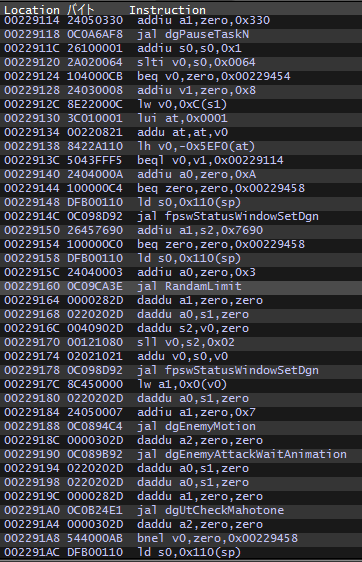 Location バイト Instruction
00229114 24050330 addiu a1,zero,0x330
00229118 0C0A6AF8 jal dgPauseTaskN
0022911C 26100001 addiu s0,s0,0x1
00229120 2A020064 slti v0,s0,0x0064
00229124 104000CB beq v0,zero,0x00229454
00229128 24030008 addiu v1,zero,0x8
0022912C 8E22000C lw v0,0xC(s1)
00229130 3C010001 lui at,0x0001
00229134 00220821 addu at,at,v0
00229138 8422A110 lh v0,-0x5EF0(at)
0022913C 5043FFF5 beql v0,v1,0x00229114
00229140 2404000A addiu a0,zero,0xA
00229144 100000C4 beq zero,zero,0x00229458
00229148 DFB00110 ld s0,0x110(sp)
0022914C 0C098D92 jal fpswStatusWindowSetDgn
00229150 26457690 addiu a1,s2,0x7690
00229154 100000C0 beq zero,zero,0x00229458
00229158 DFB00110 ld s0,0x110(sp)
0022915C 24040003 addiu a0,zero,0x3
00229160 0C09CA3E jal RandamLimit
00229164 0000282D daddu a1,zero,zero
00229168 0220202D daddu a0,s1,zero
0022916C 0040902D daddu s2,v0,zero
00229170 00121080 sll v0,s2,0x02
00229174 02021021 addu v0,s0,v0
00229178 0C098D92 jal fpswStatusWindowSetDgn
0022917C 8C450000 lw a1,0x0(v0)
00229180 0220202D daddu a0,s1,zero
00229184 24050007 addiu a1,zero,0x7
00229188 0C0894C4 jal dgEnemyMotion
0022918C 0000302D daddu a2,zero,zero
00229190 0C089B92 jal dgEnemyAttackWaitAnimation
00229194 0220202D daddu a0,s1,zero
00229198 0220202D daddu a0,s1,zero
0022919C 0000282D daddu a1,zero,zero
002291A0 0C0B24E1 jal dgUtCheckMahotone
002291A4 0000302D daddu a2,zero,zero
002291A8 544000AB bnel v0,zero,0x00229458
002291AC DFB00110 ld s0,0x110(sp)